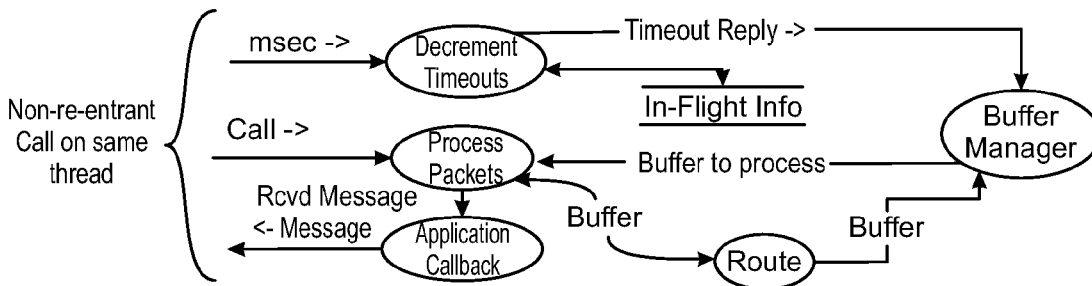 msec ->
Decrement
Timeouts
Timeout Reply ->
In-Flight Info
Non-re-entrant
Call on same
thread
Call ->
Process
Packets
Buffer to process
Buffer
Manager
Rcvd Message
<- Message
Application
Callback
Buffer
Route
Buffer